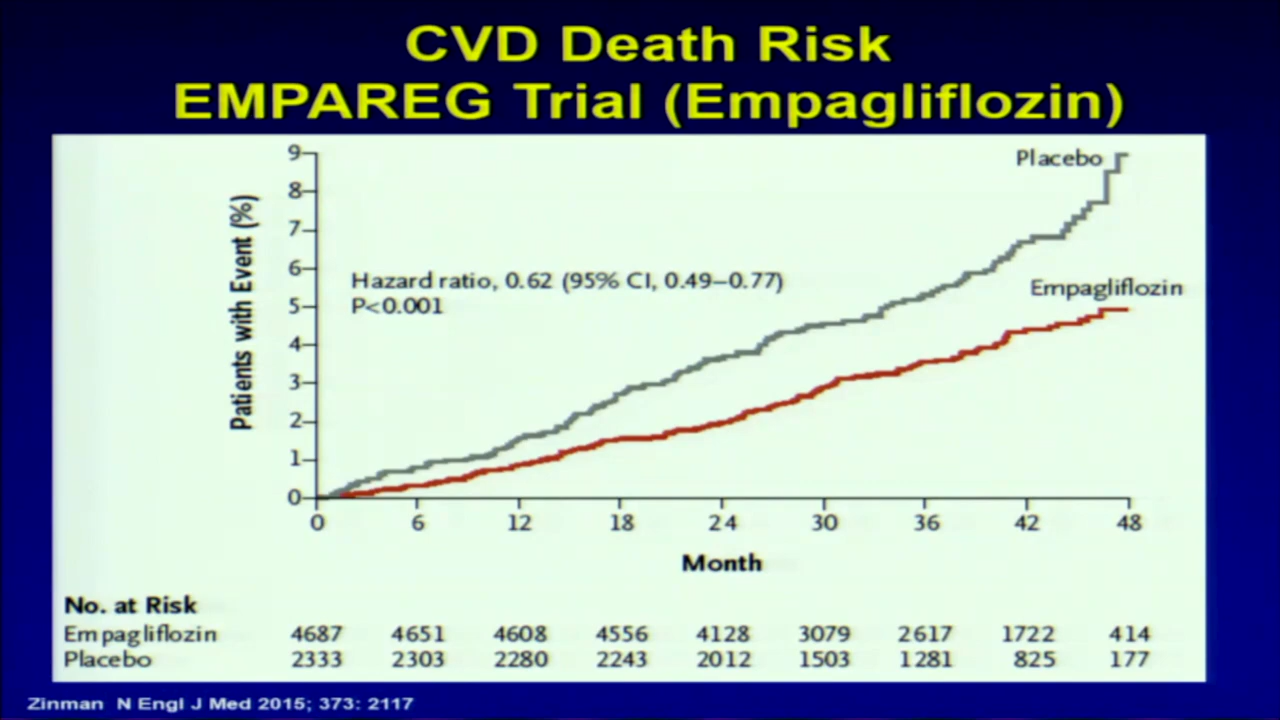 CVD Death Risk
EMPAREG Trial (Empagliflozin)
Patients with Event (%)
9
8
7
6
5
4
3
2
1
0
Placebo
Hazard ratio, 0.62 (95% CI, 0.49–0.77)
P<0.001
Empagliflozin
0 6 12 18 24 30 36 42 48
Month
No. at Risk
Empagliflozin 4687 4651 4608 4556 4128 3079 2617 1722 414
Placebo 2333 2303 2280 2243 2012 1503 1281 825 177
Zinman N Engl J Med 2015; 373: 2117